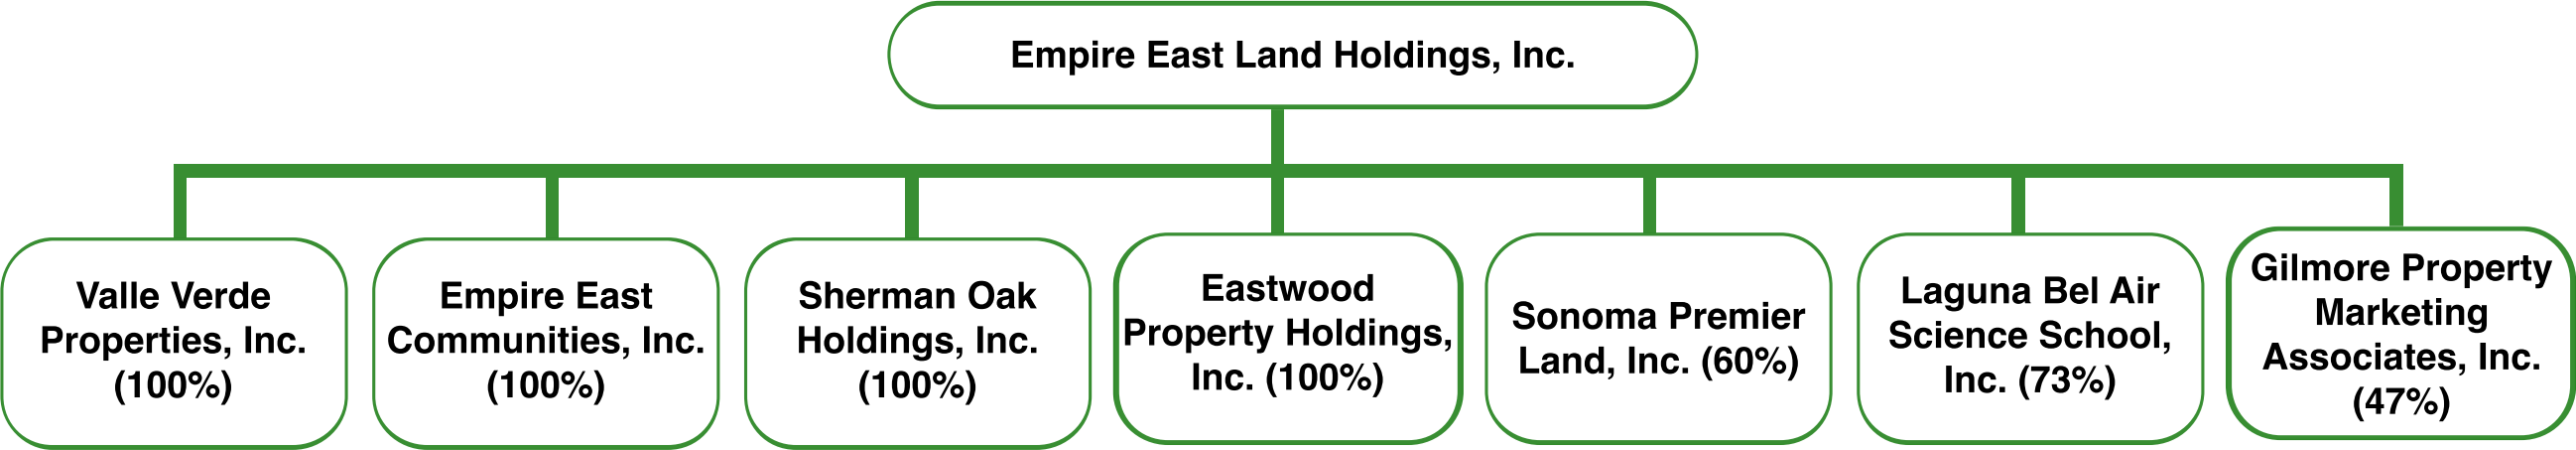 Empire East Land Holdings, Inc.
Valle Verde
Properties, Inc.
(100%)
Empire East
Communities, Inc.
(100%)
Sherman Oak
Holdings, Inc.
(100%)
Eastwood
Property Holdings,
Inc. (100%)
Sonoma Premier
Land, Inc. (60%)
Laguna Bel Air
Science School,
Inc. (73%)
Gilmore Property
Marketing
Associates, Inc.
(47%)